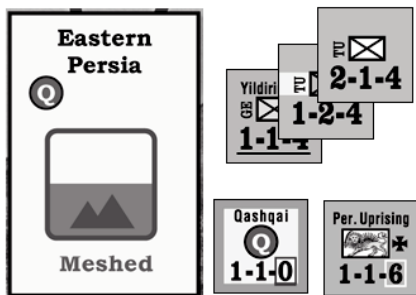 Eastern
Persia
Q
Meshed
TU
2-1-4
TU
1-2-4
Yildiri
GE
1-1-4
Qashqai
Q
1-1-0
Per. Uprising
1-1-6